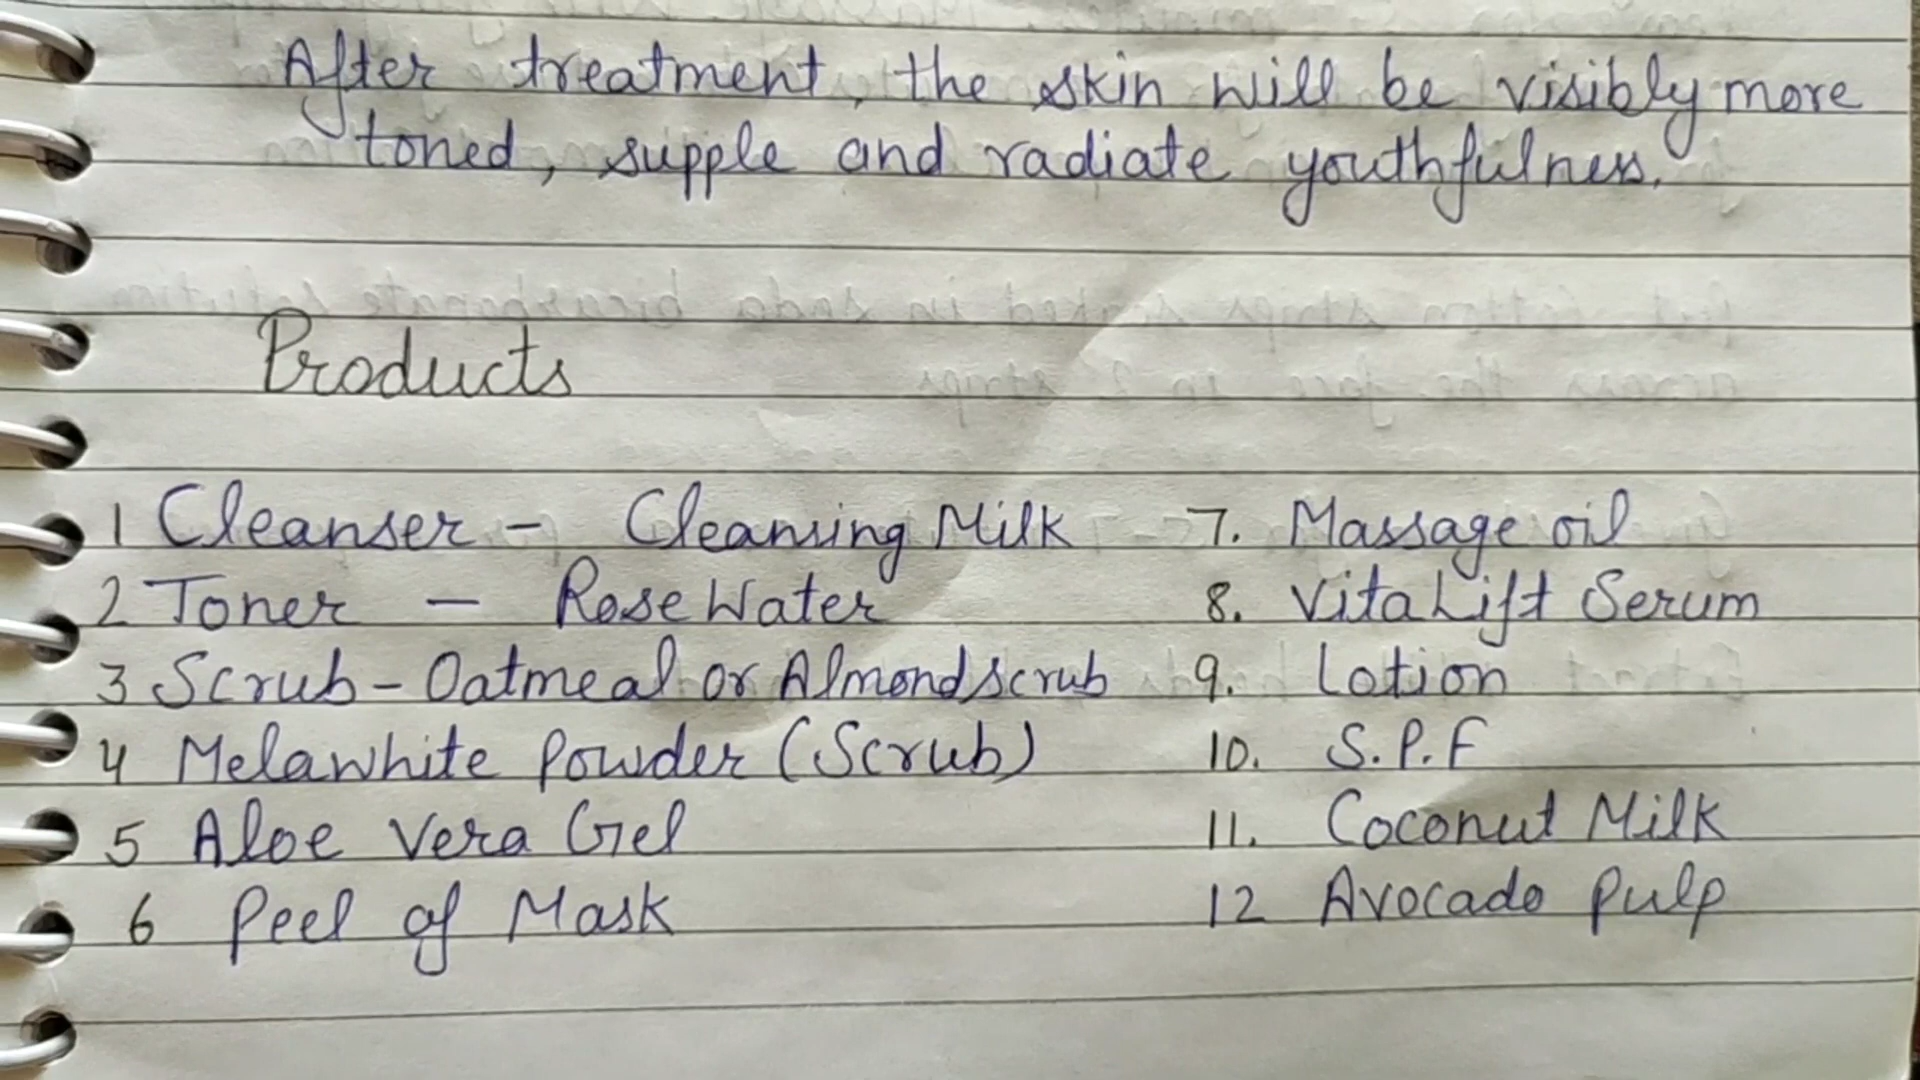 After treatment, the skin will be visibly more
toned, supple and radiate youthfulness.
Products
1 Cleanser - Cleansing Milk
2 Toner - Rose Water
3 Scrub - Oatmeal or Almond scrub
4 Melawhite Powder (Scrub)
5 Aloe Vera Gel
6 Peel of Mask
7. Massage oil
8. Vita Lift Serum
9. Lotion
10. S.P.F
11. Coconut Milk
12 Avocado Pulp